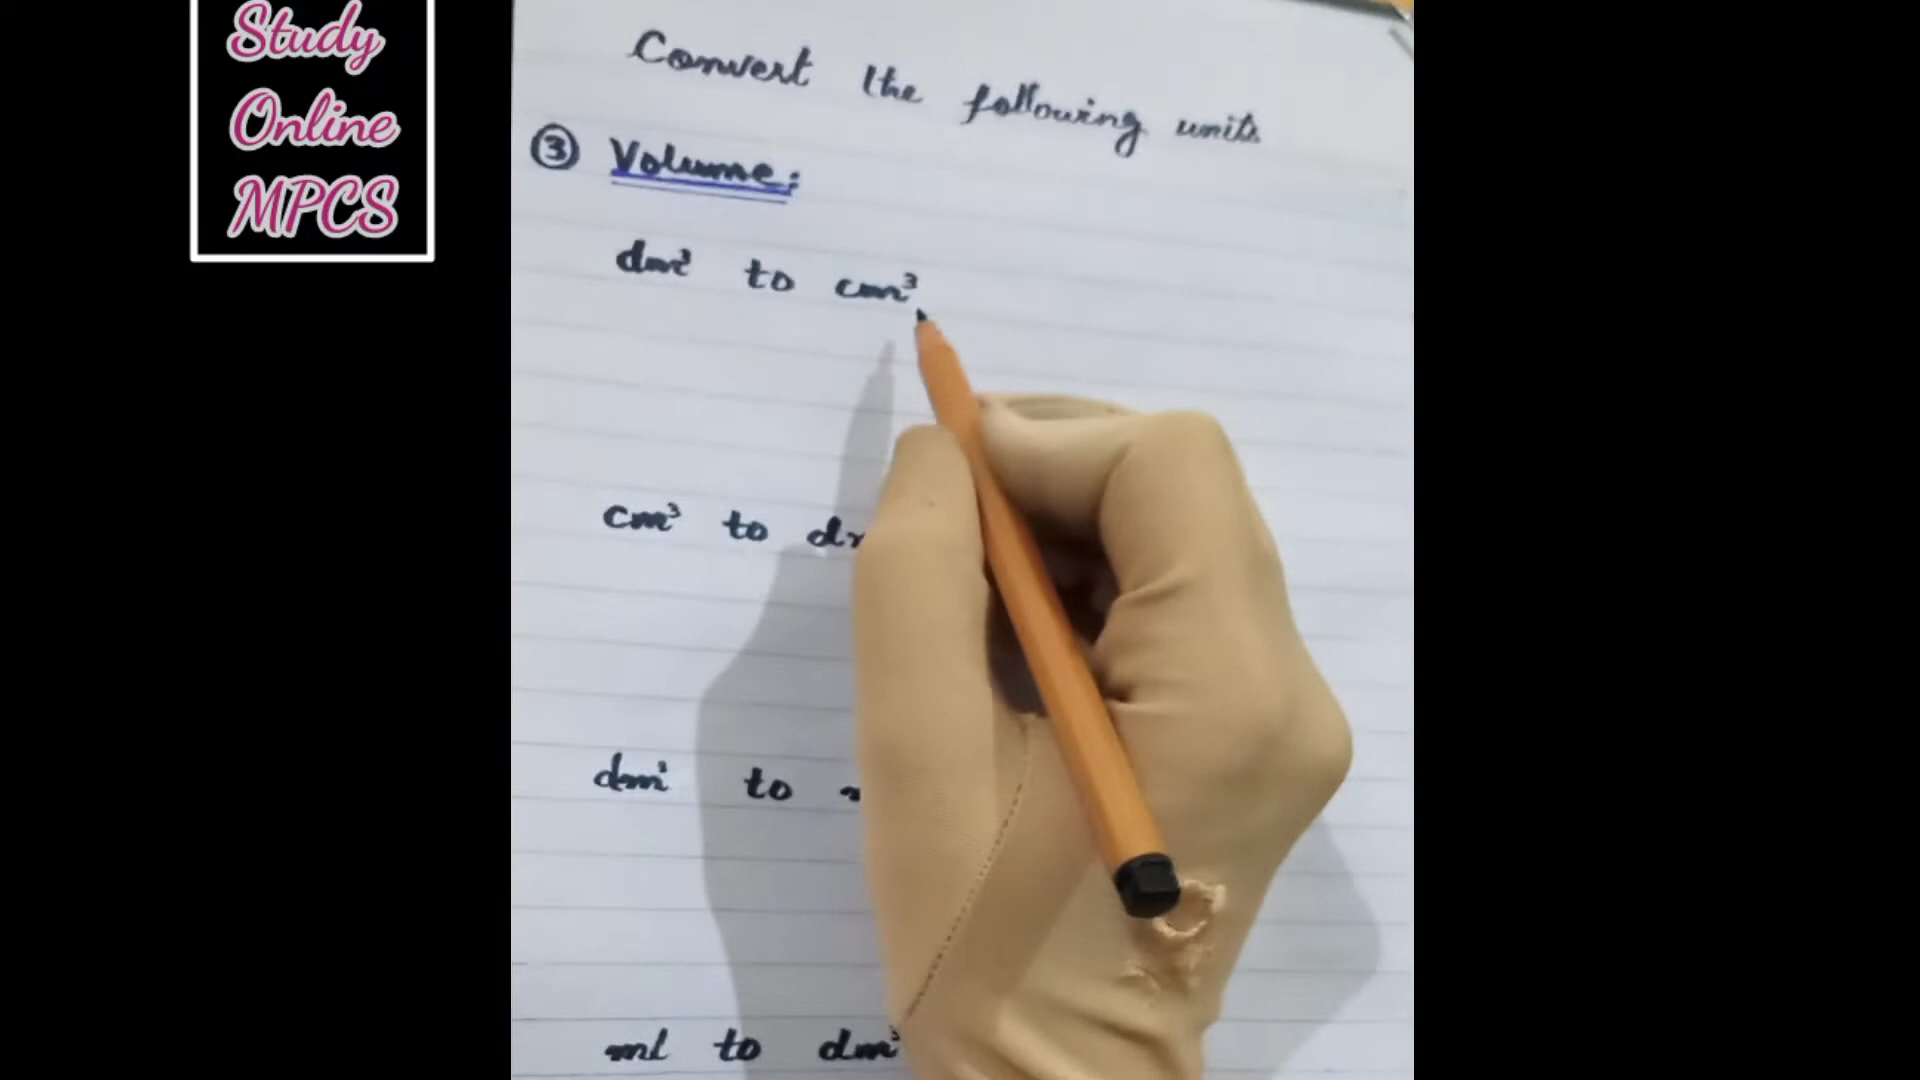 Study
Online
MPCS
Convert the following units
③ Volume:
dm³ to cm³
cm³ to
dm³ to
ml to dm³